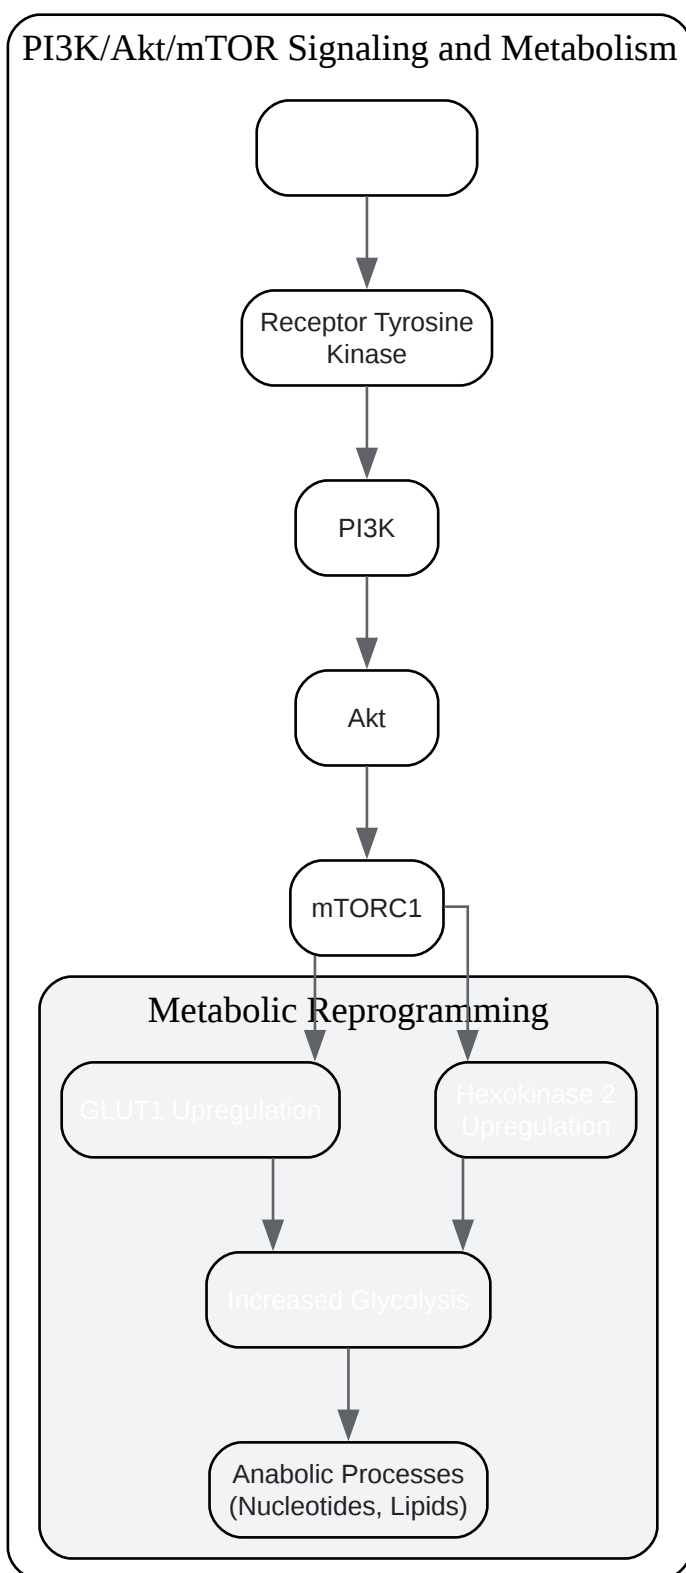 PI3K/Akt/mTOR Signaling and Metabolism
Receptor Tyrosine
Kinase
PI3K
Akt
mTORC1
Metabolic Reprogramming
GLUT1 Upregulation
Hexokinase 2
Upregulation
Increased Glycolysis
Anabolic Processes
(Nucleotides, Lipids)